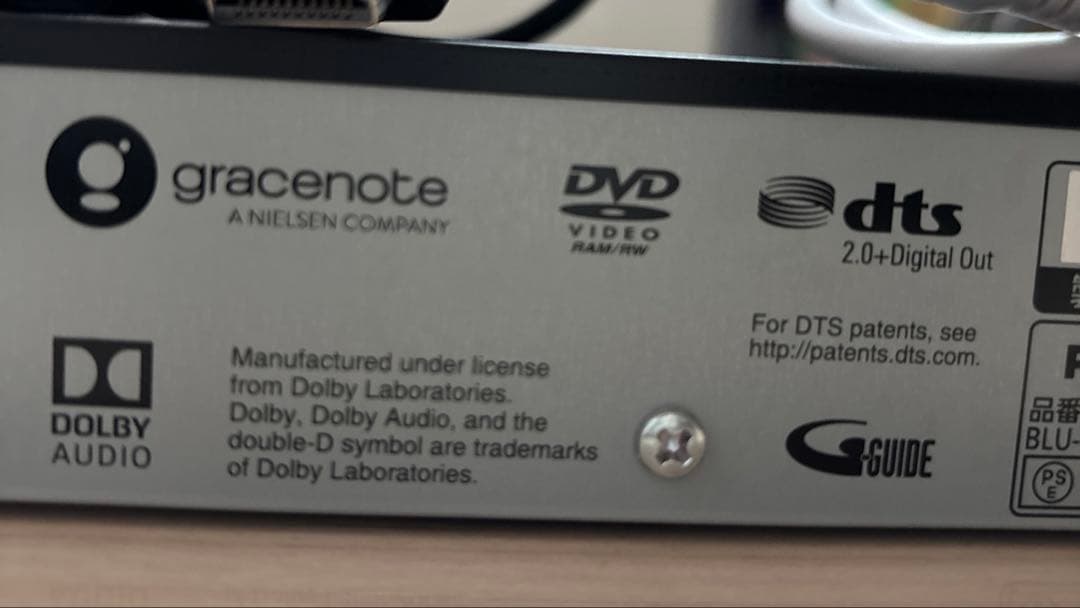 gracenote
A NIELSEN COMPANY
DVD
VIDEO
RAM/RW
dts
2.0+Digital Out
For DTS patents, see
http://patents.dts.com.
DOLBY
AUDIO
Manufactured under license
from Dolby Laboratories.
Dolby, Dolby Audio, and the
double-D symbol are trademarks
of Dolby Laboratories.
G-GUIDE
品番
BLU-
PS
E